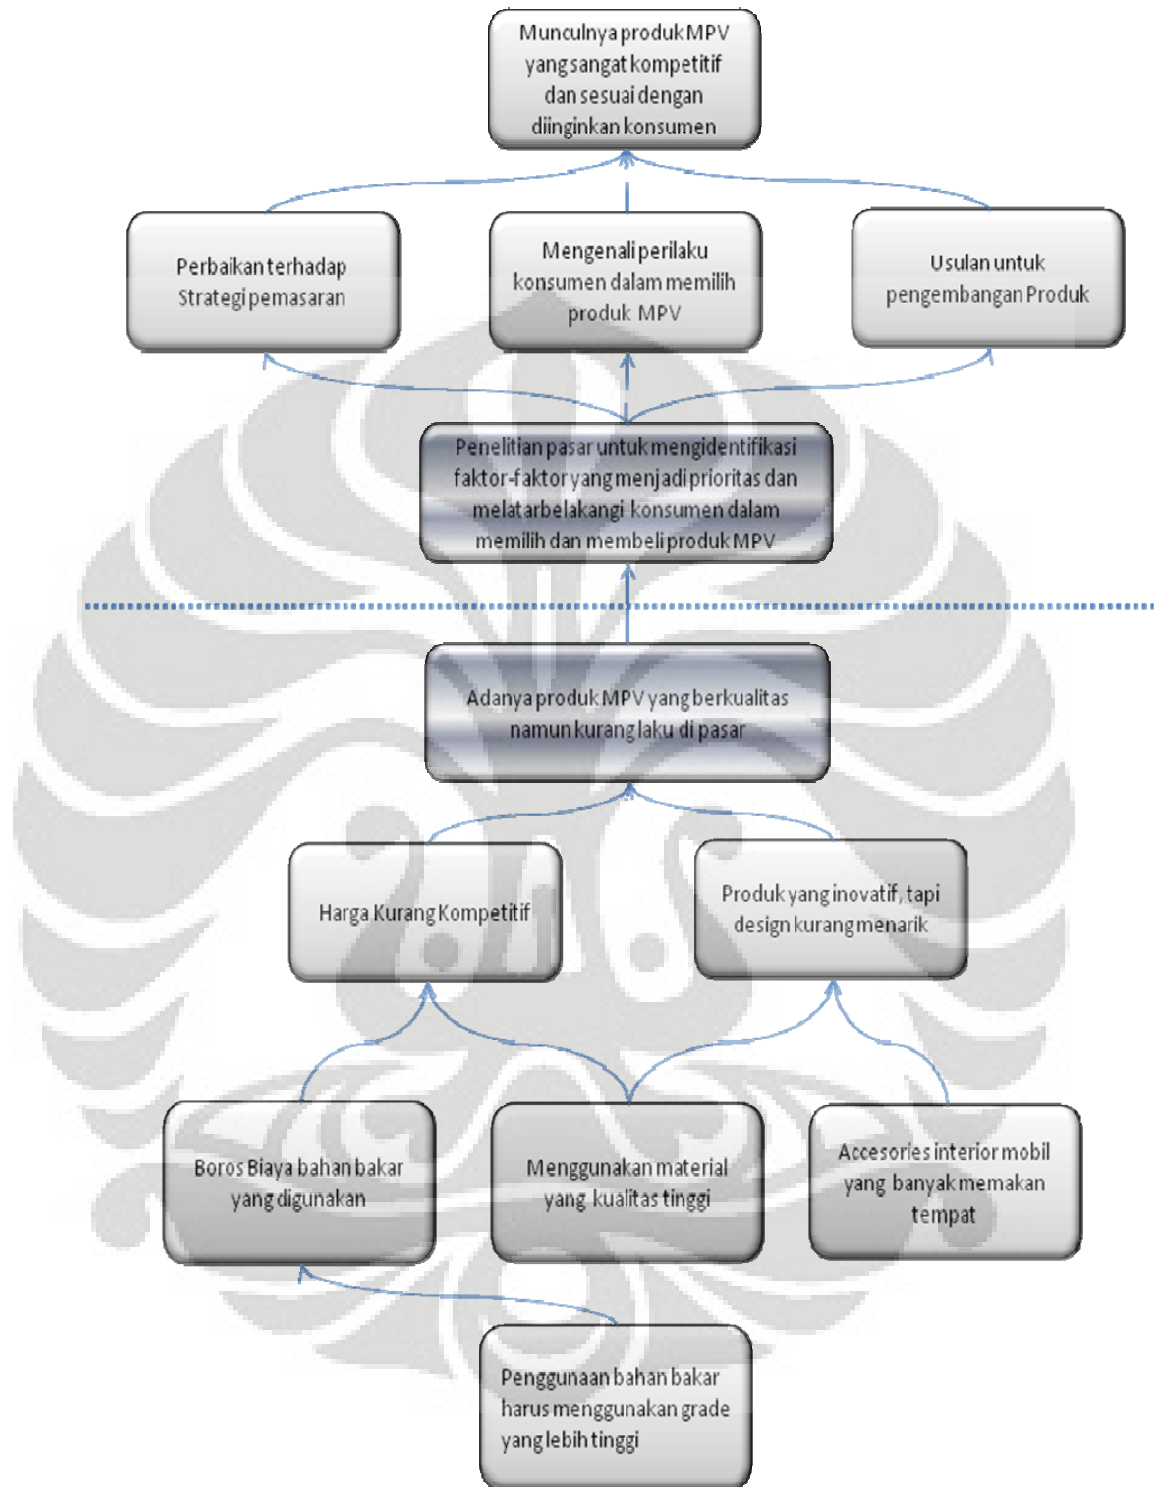 Munculnya produk MPV
yang sangat kompetitif
dan sesuai dengan
diinginkan konsumen
Perbaikan terhadap
Strategi pemasaran
Mengenali perilaku
konsumen dalam memilih
produk MPV
Usulan untuk
pengembangan Produk
Penelitian pasar untuk mengidentifikasi
faktor-faktor yang menjadi prioritas dan
melatarbelakangi konsumen dalam
memilih dan membeli produk MPV
Adanya produk MPV yang berkualitas
namun kurang laku di pasar
Harga Kurang Kompetitif
Produk yang inovatif, tapi
design kurang menarik
Boros Biaya bahan bakar
yang digunakan
Menggunakan material
yang kualitas tinggi
Accesories interior mobil
yang banyak memakan
tempat
Penggunaan bahan bakar
harus menggunakan grade
yang lebih tinggi